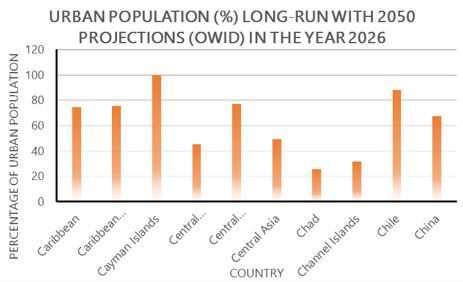 URBAN POPULATION (%) LONG-RUN WITH 2050
PROJECTIONS (OWID) IN THE YEAR 2026
PERCENTAGE OF URBAN POPULATION
120
100
80
60
40
20
0
Caribbean
Caribbean…
Cayman Islands
Central…
Central…
Central Asia
Chad
Channel Islands
Chile
China
COUNTRY